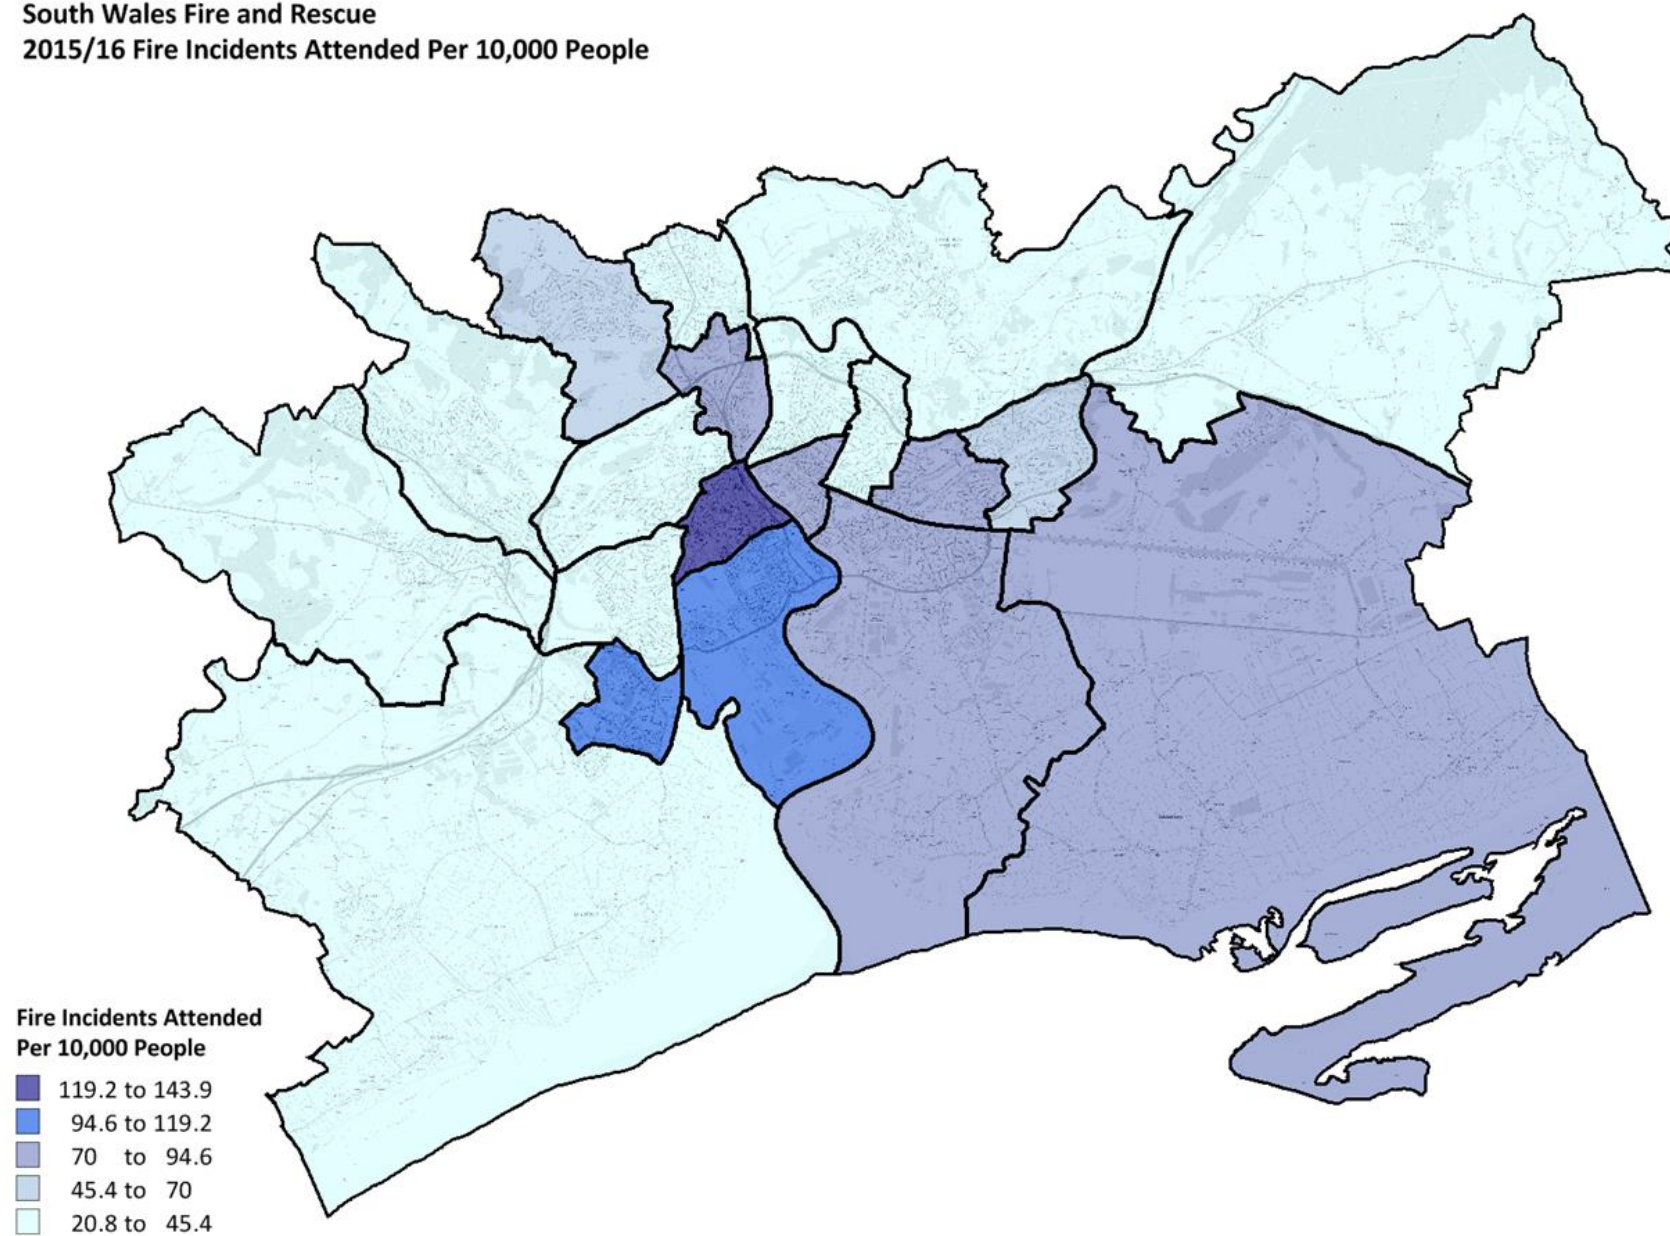 South Wales Fire and Rescue
2015/16 Fire Incidents Attended Per 10,000 People
Fire Incidents Attended
Per 10,000 People
119.2 to 143.9
94.6 to 119.2
70 to 94.6
45.4 to 70
20.8 to 45.4